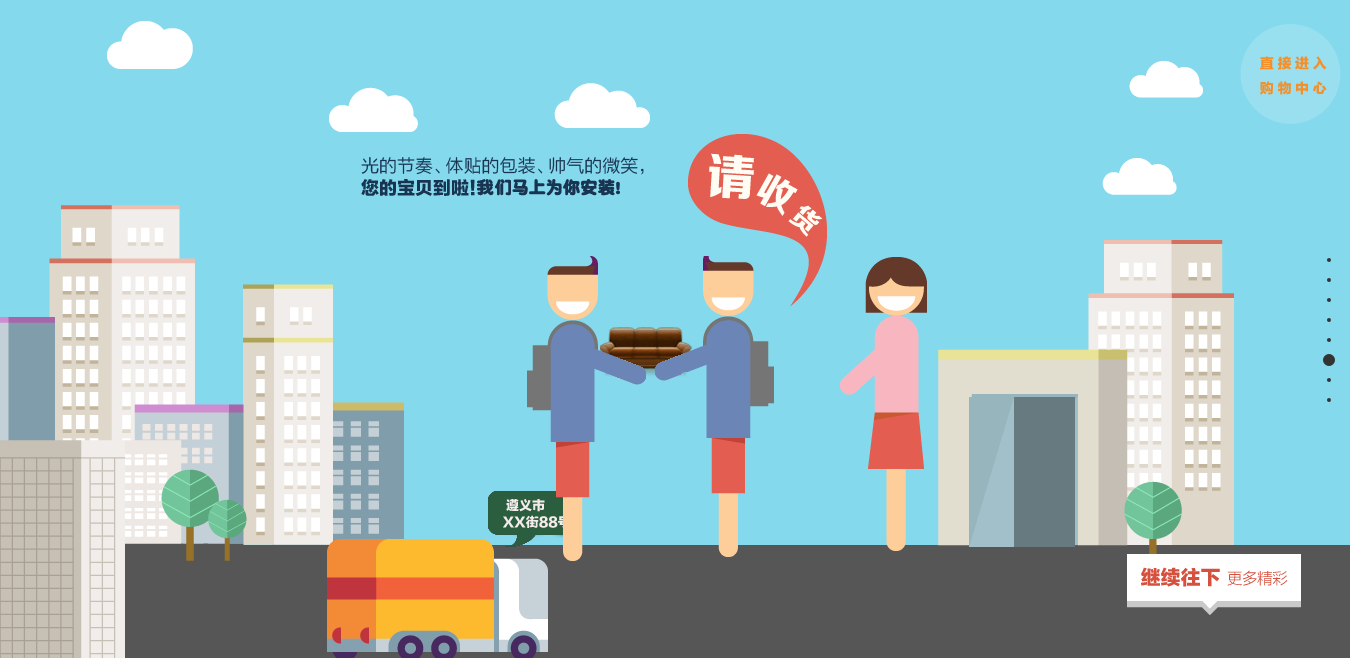 直接进入
购物中心
光的节奏、体贴的包装、帅气的微笑，
您的宝贝到啦!我们马上为你安装!
请收货
遵义市
XX街88号
继续往下 更多精彩